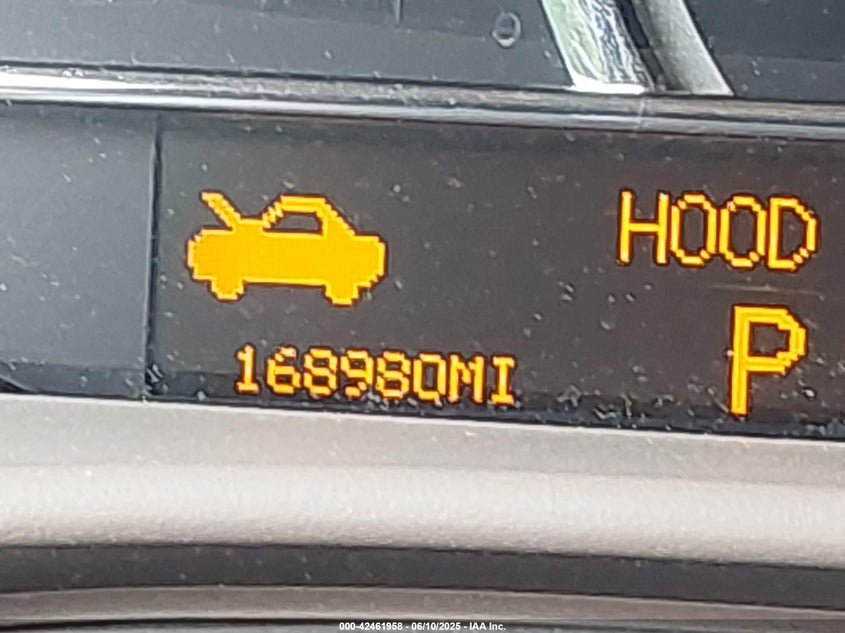 HOOD
P
168980MI
000-42461958 - 06/10/2025 - IAA Inc.